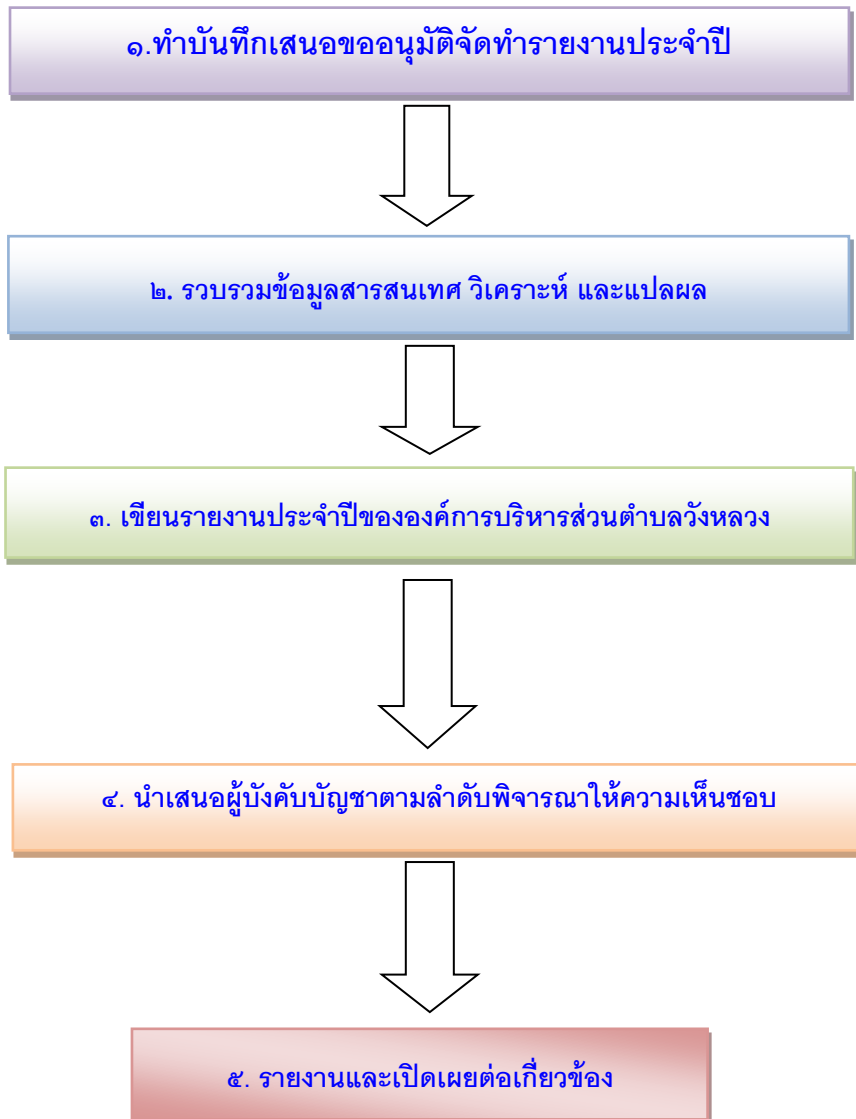 ๑.ทำบันทึกเสนอขออนุมัติจัดทำรายงานประจำปี
๒. รวบรวมข้อมูลสารสนเทศ วิเคราะห์ และแปลผล
๓. เขียนรายงานประจำปีขององค์การบริหารส่วนตำบลวังหลวง
๔. นำเสนอผู้บังคับบัญชาตามลำดับพิจารณาให้ความเห็นชอบ
๕. รายงานและเปิดเผยต่อเกี่ยวข้อง